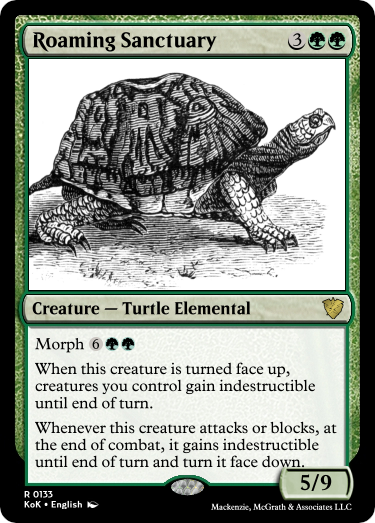 Roaming Sanctuary 3
Creature — Turtle Elemental
Morph 6
When this creature is turned face up,
creatures you control gain indestructible
until end of turn.
Whenever this creature attacks or blocks, at
the end of combat, it gains indestructible
until end of turn and turn it face down.
5/9
R 0133
KoK • English
Mackenzie, McGrath & Associates LLC